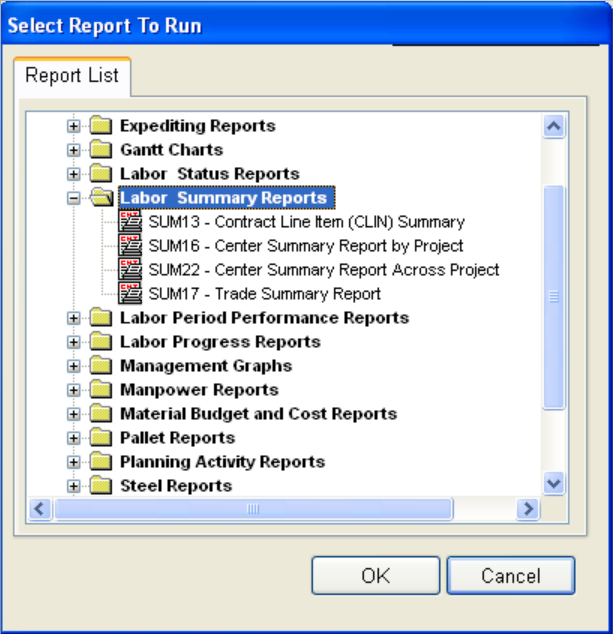 Select Report To Run
Report List
Expediting Reports
Gantt Charts
Labor Status Reports
Labor Summary Reports
SUM13 - Contract Line Item (CLIN) Summary
SUM16 - Center Summary Report by Project
SUM22 - Center Summary Report Across Project
SUM17 - Trade Summary Report
Labor Period Performance Reports
Labor Progress Reports
Management Graphs
Manpower Reports
Material Budget and Cost Reports
Pallet Reports
Planning Activity Reports
Steel Reports
OK Cancel